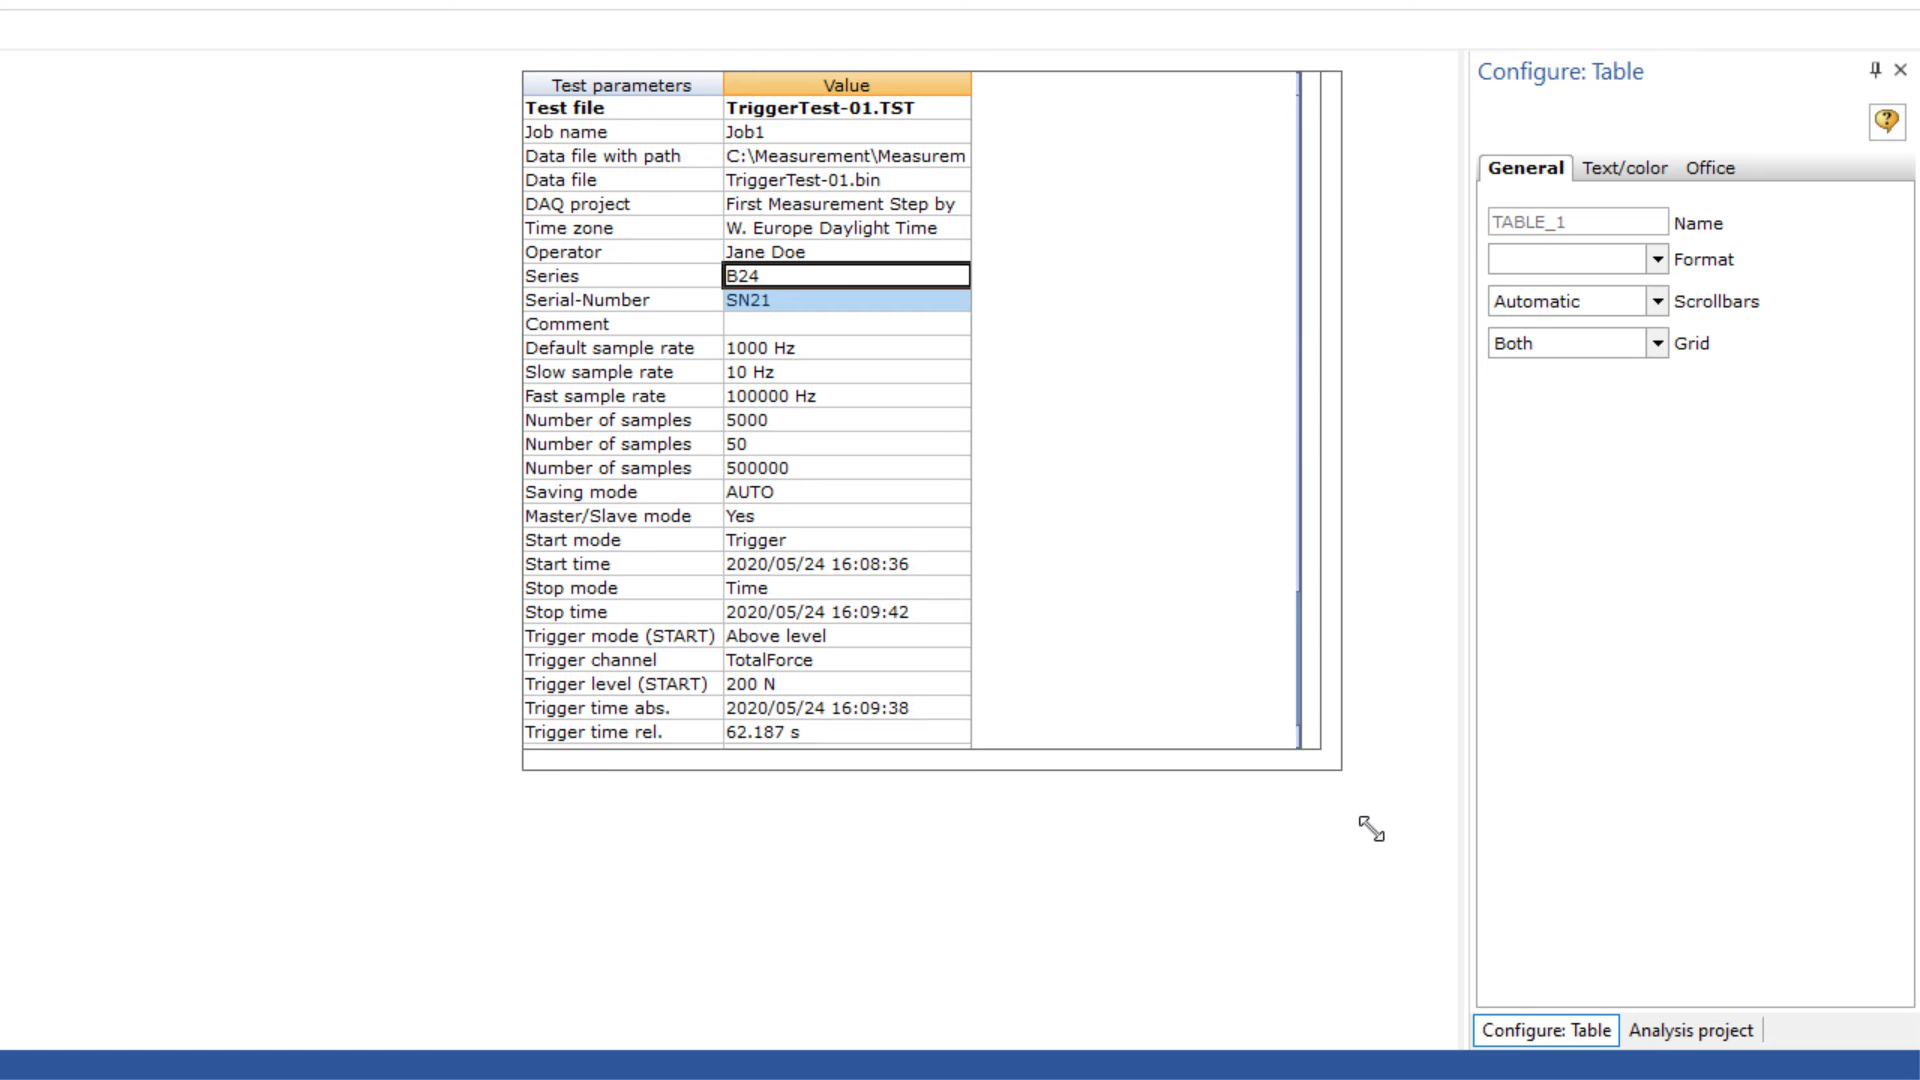 Test parameters Value
Test file TriggerTest-01.TST
Job name Job1
Data file with path C:\Measurement\Measurem
Data file TriggerTest-01.bin
DAQ project First Measurement Step by
Time zone W. Europe Daylight Time
Operator Jane Doe
Series B24
Serial-Number SN21
Comment
Default sample rate 1000 Hz
Slow sample rate 10 Hz
Fast sample rate 100000 Hz
Number of samples 5000
Number of samples 50
Number of samples 500000
Saving mode AUTO
Master/Slave mode Yes
Start mode Trigger
Start time 2020/05/24 16:08:36
Stop mode Time
Stop time 2020/05/24 16:09:42
Trigger mode (START) Above level
Trigger channel TotalForce
Trigger level (START) 200 N
Trigger time abs. 2020/05/24 16:09:38
Trigger time rel. 62.187 s
Configure: Table
?
General Text/color Office
TABLE_1 Name
Format
Automatic Scrollbars
Both Grid
Configure: Table Analysis project